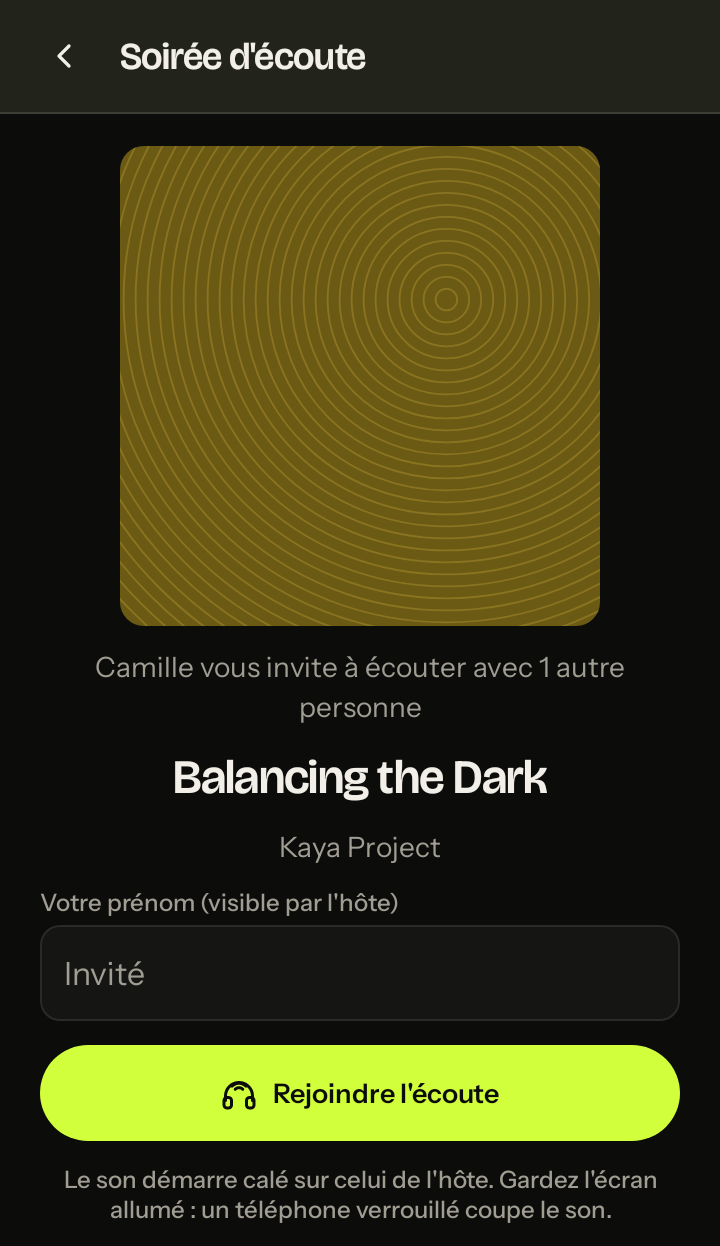 Soirée d'écoute
Camille vous invite à écouter avec 1 autre
personne
Balancing the Dark
Kaya Project
Votre prénom (visible par l'hôte)
Invité
Rejoindre l'écoute
Le son démarre calé sur celui de l'hôte. Gardez l'écran
allumé : un téléphone verrouillé coupe le son.